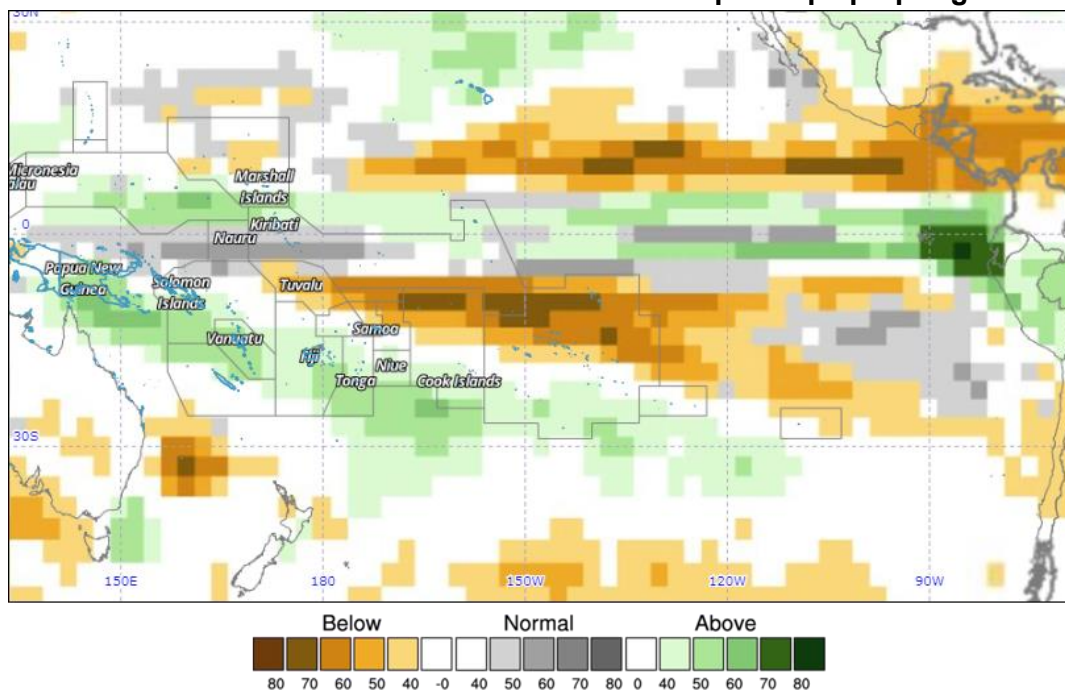 30N
Micronesia
Palau
Marshall
Islands
Kiribati
0
Nauru
Papua New
Guinea
Solomon
Islands
Tuvalu
Vanuatu
Samoa
Fiji
Niue
Tonga
Cook Islands
30S
150E
180
150W
120W
90W
Below
Normal
Above
80 70 60 50 40 -0 40 50 60 70 80 0 40 50 60 70 80